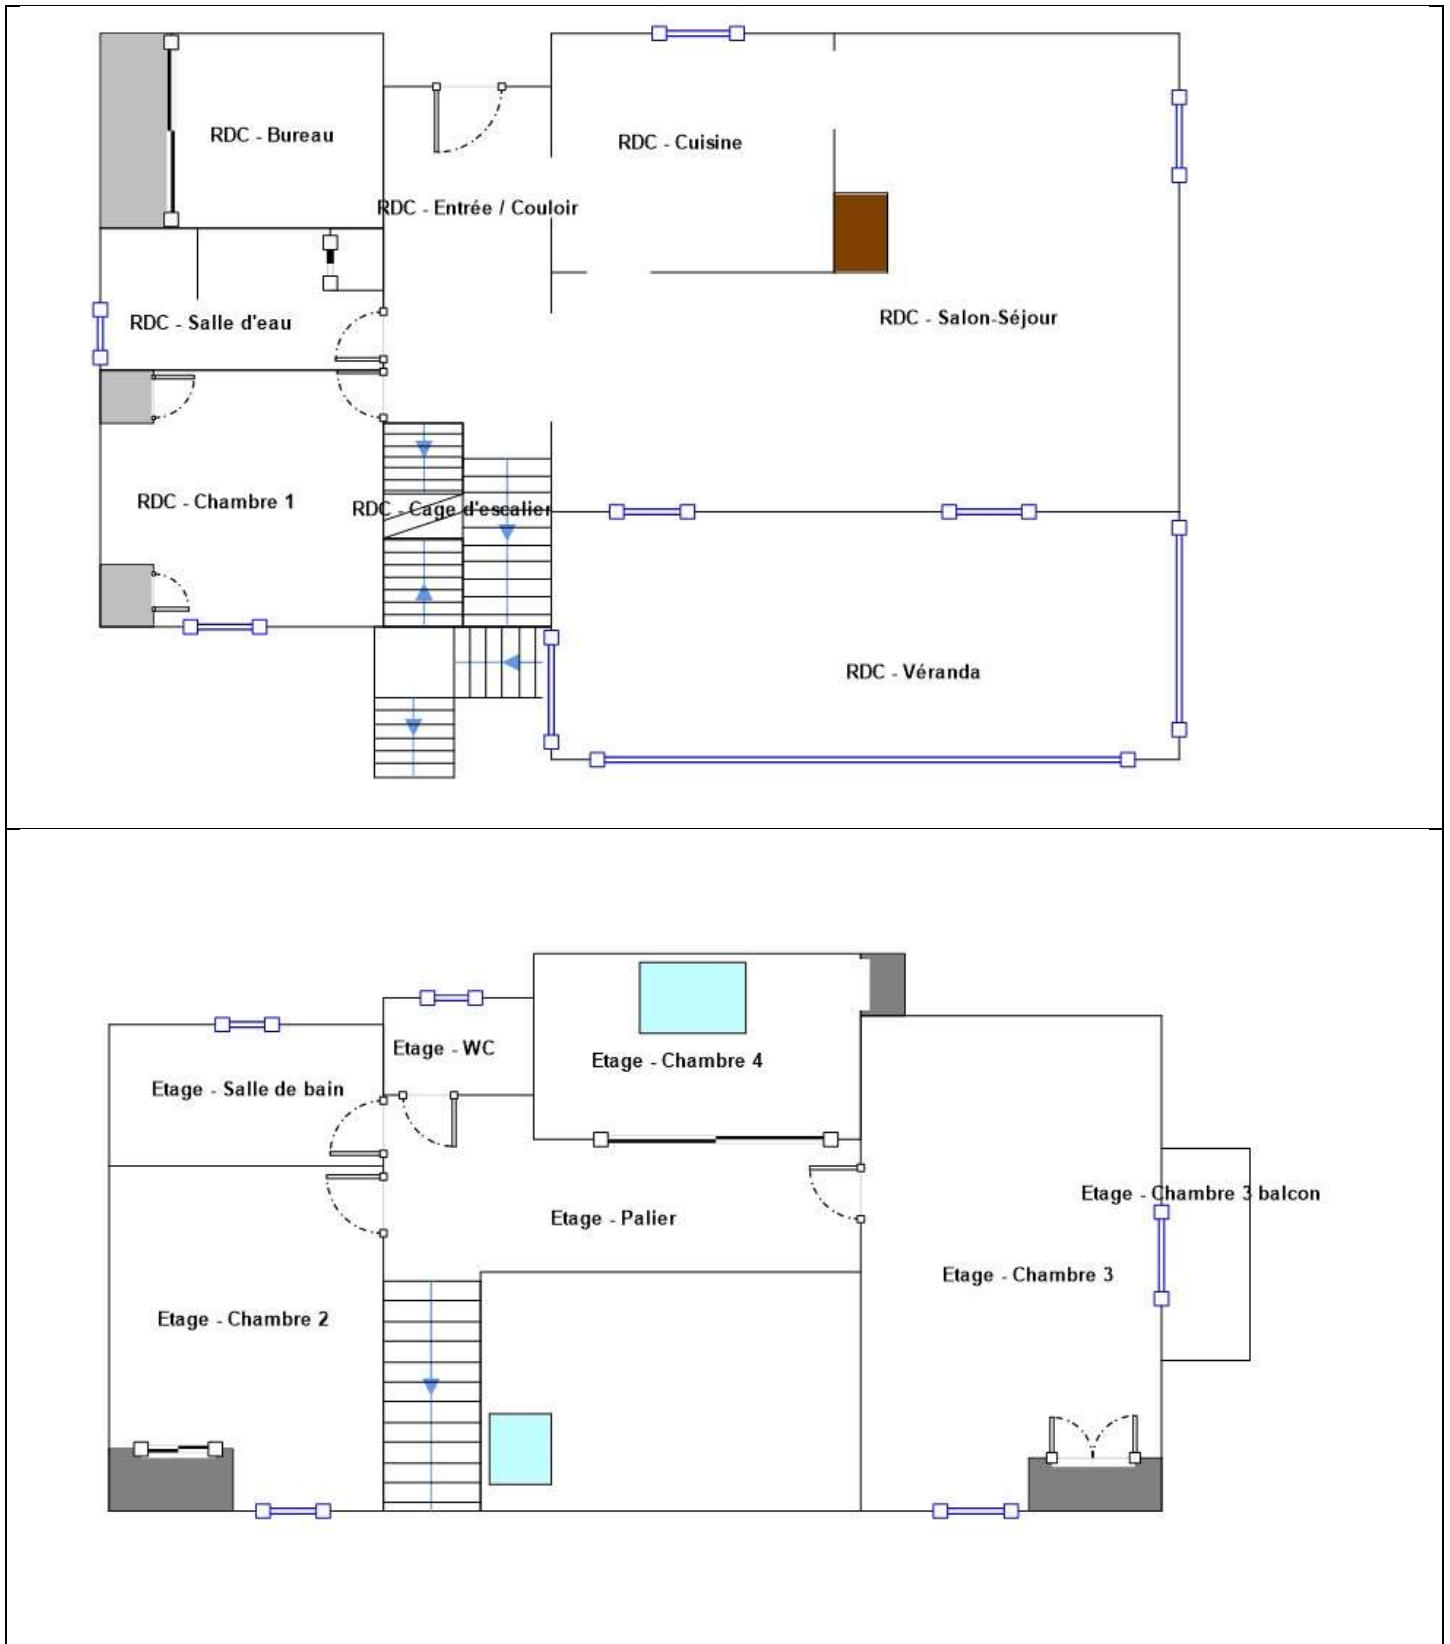 RDC - Bureau
RDC - Cuisine
RDC - Entrée / Couloir
RDC - Salon-Séjour
RDC - Salle d'eau
RDC - Chambre 1
RDC - Cage d'escalier
RDC - Véranda
Etage - WC
Etage - Chambre 4
Etage - Salle de bain
Etage - Chambre 3 balcon
Etage - Palier
Etage - Chambre 3
Etage - Chambre 2